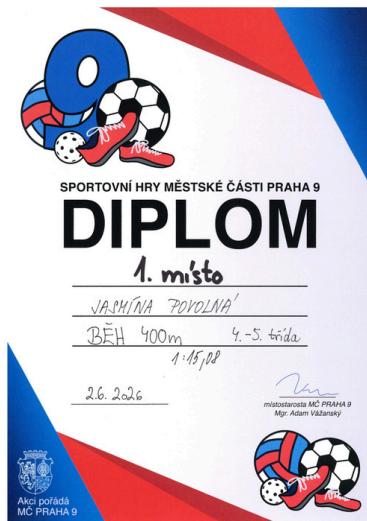 9
SPORTOVNÍ HRY MĚSTSKÉ ČÁSTI PRAHA 9
DIPLOM
1. místo
JASMÍNA POVOLNÁ
BĚH 400m 4.-5. třída
1:15,08
2.6. 2026
místostarosta MČ PRAHA 9
Mgr. Adam Vážanský
Akci pořádá
MČ PRAHA 9